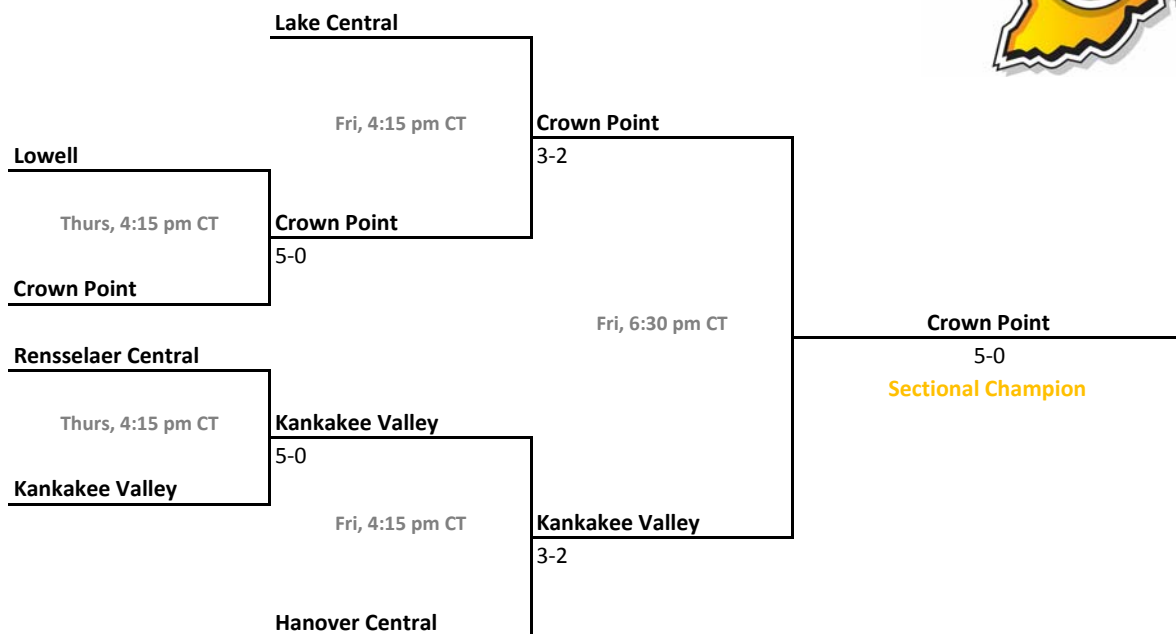 Lake Central
Fri, 4:15 pm CT
Crown Point
3-2
Lowell
Thurs, 4:15 pm CT
Crown Point
5-0
Crown Point
Fri, 6:30 pm CT
Crown Point
5-0
Sectional Champion
Rensselaer Central
Thurs, 4:15 pm CT
Kankakee Valley
5-0
Kankakee Valley
Fri, 4:15 pm CT
Kankakee Valley
3-2
Hanover Central